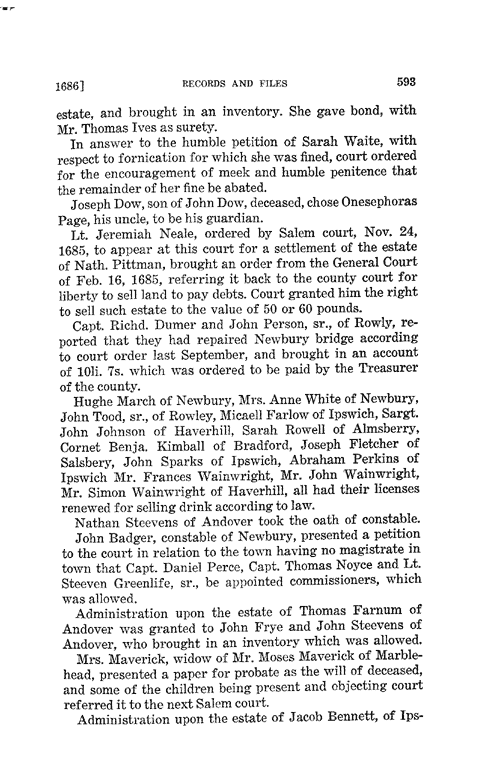 1686] RECORDS AND FILES 593
estate, and brought in an inventory. She gave bond, with
Mr. Thomas Ives as surety.
In answer to the humble petition of Sarah Waite, with
respect to fornication for which she was fined, court ordered
for the encouragement of meek and humble penitence that
the remainder of her fine be abated.
Joseph Dow, son of John Dow, deceased, chose Onesephoras
Page, his uncle, to be his guardian.
Lt. Jeremiah Neale, ordered by Salem court, Nov. 24,
1685, to appear at this court for a settlement of the estate
of Nath. Pittman, brought an order from the General Court
of Feb. 16, 1685, referring it back to the county court for
liberty to sell land to pay debts. Court granted him the right
to sell such estate to the value of 50 or 60 pounds.
Capt. Richd. Dumer and John Person, sr., of Rowly, re-
ported that they had repaired Newbury bridge according
to court order last September, and brought in an account
of 10li. 7s. which was ordered to be paid by the Treasurer
of the county.
Hughe March of Newbury, Mrs. Anne White of Newbury,
John Tood, sr., of Rowley, Micaell Farlow of Ipswich, Sargt.
John Johnson of Haverhill, Sarah Rowell of Almsberry,
Cornet Benja. Kimball of Bradford, Joseph Fletcher of
Salsbery, John Sparks of Ipswich, Abraham Perkins of
Ipswich Mr. Frances Wainwright, Mr. John Wainwright,
Mr. Simon Wainwright of Haverhill, all had their licenses
renewed for selling drink according to law.
Nathan Steevens of Andover took the oath of constable.
John Badger, constable of Newbury, presented a petition
to the court in relation to the town having no magistrate in
town that Capt. Daniel Perce, Capt. Thomas Noyce and Lt.
Steeven Greenlife, sr., be appointed commissioners, which
was allowed.
Administration upon the estate of Thomas Farnum of
Andover was granted to John Frye and John Steevens of
Andover, who brought in an inventory which was allowed.
Mrs. Maverick, widow of Mr. Moses Maverick of Marble-
head, presented a paper for probate as the will of deceased,
and some of the children being present and objecting court
referred it to the next Salem court.
Administration upon the estate of Jacob Bennett, of Ips-